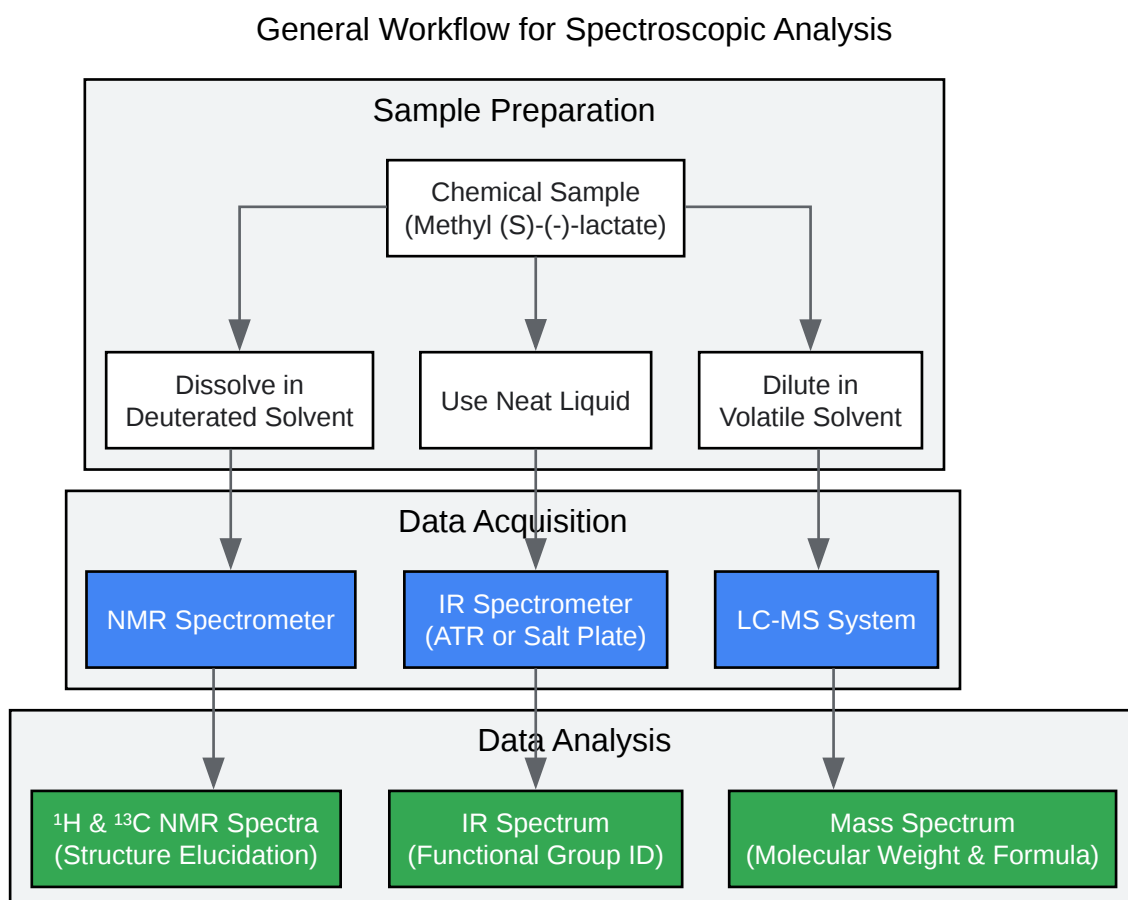 General Workflow for Spectroscopic Analysis
Sample Preparation
Chemical Sample
(Methyl (S)-(-)-lactate)
Dissolve in
Deuterated Solvent
Use Neat Liquid
Dilute in
Volatile Solvent
Data Acquisition
NMR Spectrometer
IR Spectrometer
(ATR or Salt Plate)
LC-MS System
Data Analysis
¹H & ¹³C NMR Spectra
(Structure Elucidation)
IR Spectrum
(Functional Group ID)
Mass Spectrum
(Molecular Weight & Formula)